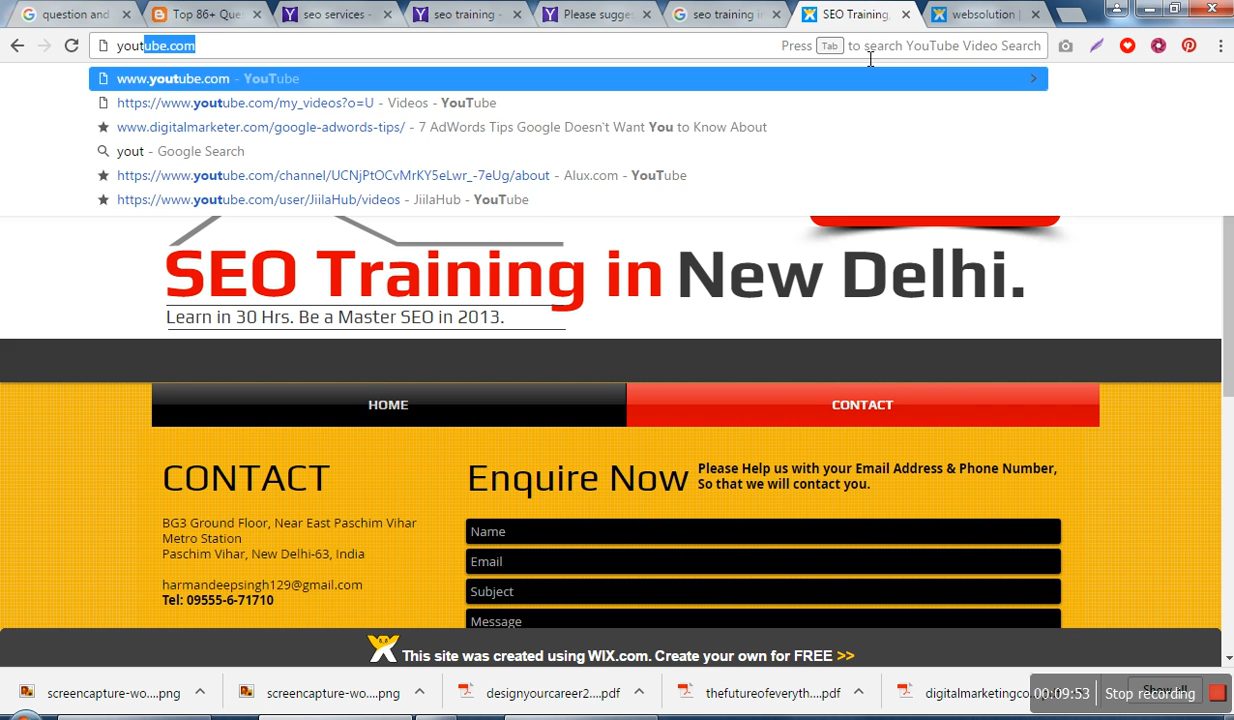 question and
Top 86+ Que
seo services -
seo training -
Please sugge
seo training i
SEO Training,
websolution |
youtube.com
Press Tab to search YouTube Video Search
www.youtube.com - YouTube
https://www.youtube.com/my_videos?o=U - Videos - YouTube
www.digitalmarketer.com/google-adwords-tips/ - 7 AdWords Tips Google Doesn't Want You to Know About
yout - Google Search
https://www.youtube.com/channel/UCNjPtOCvMrKY5eLwr_-7eUg/about - Alux.com - YouTube
https://www.youtube.com/user/JiilaHub/videos - JiilaHub - YouTube
SEO Training in New Delhi.
Learn in 30 Hrs. Be a Master SEO in 2013.
HOME
CONTACT
CONTACT
BG3 Ground Floor, Near East Paschim Vihar
Metro Station
Paschim Vihar, New Delhi-63, India
harmandeepsingh129@gmail.com
Tel: 09555-6-71710
Enquire Now
Please Help us with your Email Address & Phone Number,
So that we will contact you.
Name
Email
Subject
Message
This site was created using WIX.com. Create your own for FREE >>
screencapture-wo....png
screencapture-wo....png
designyourcareer2....pdf
thefutureofeveryth....pdf
digitalmarketingco
00:09:53
Stop recording